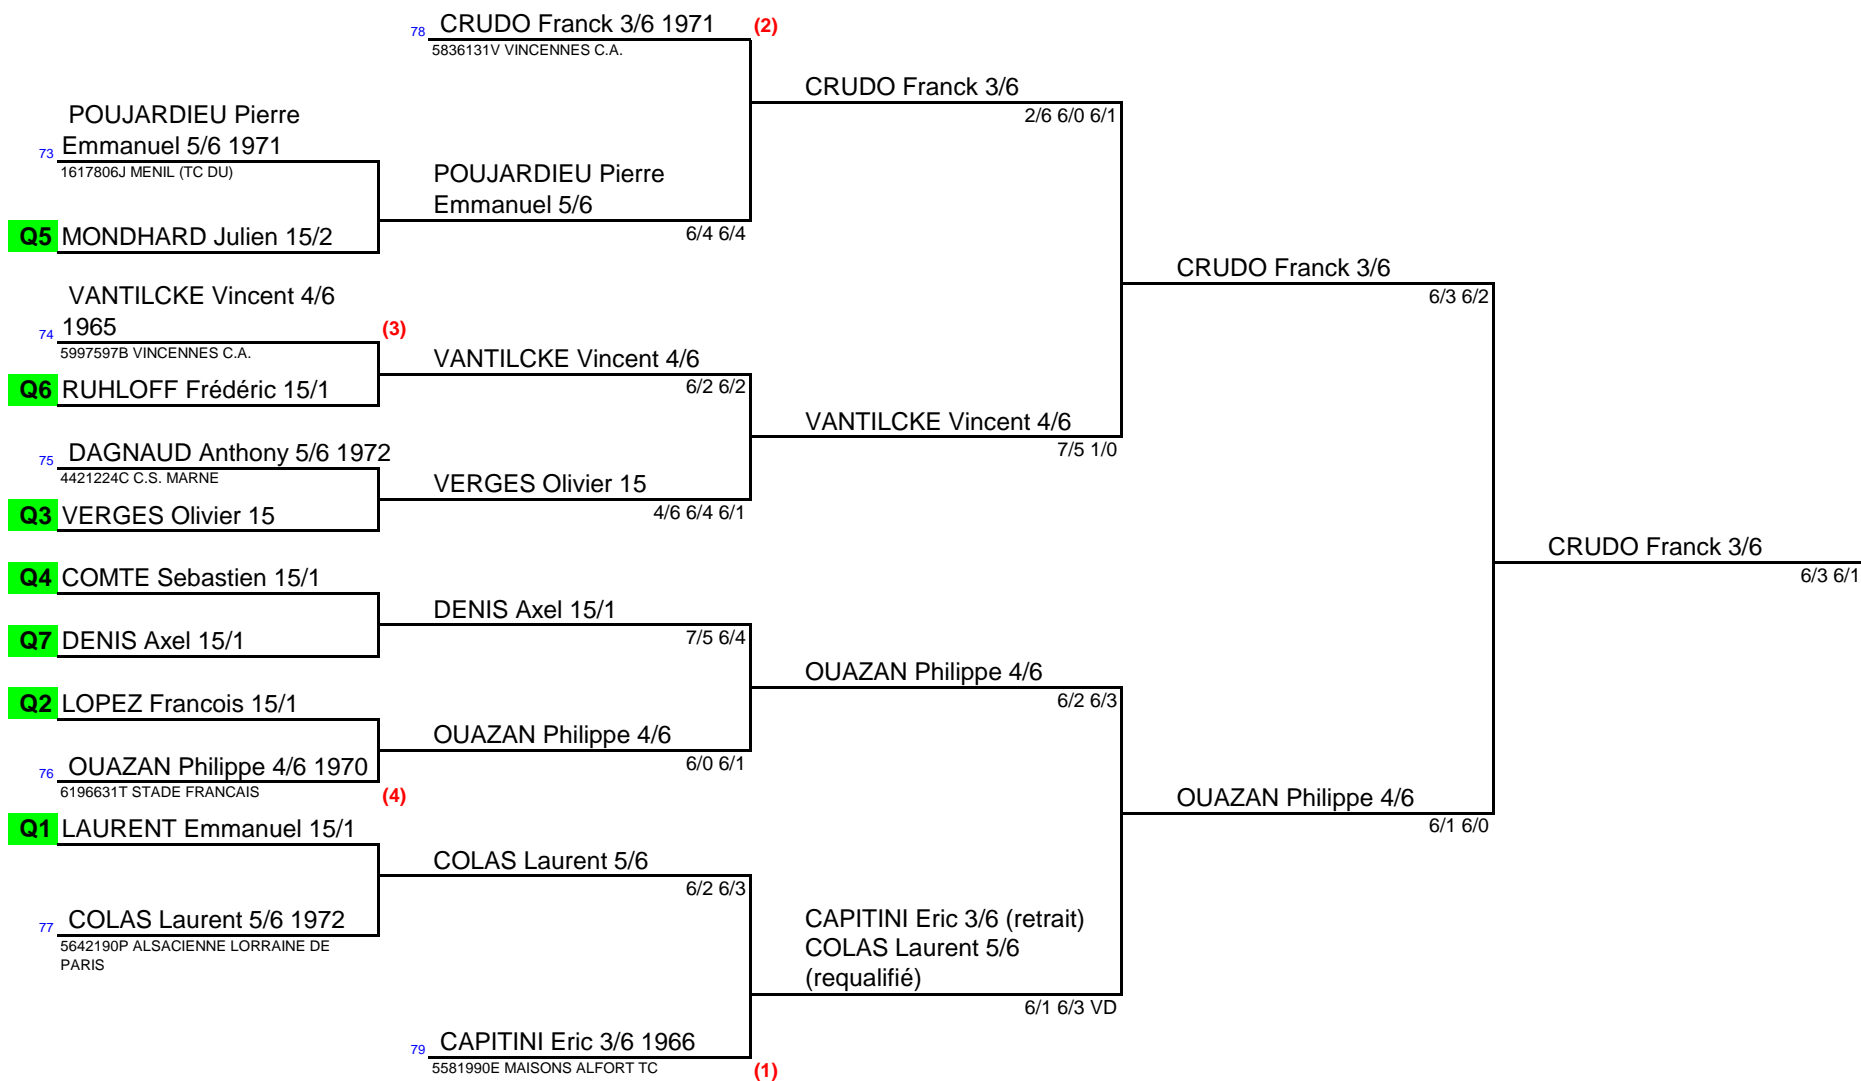 78 CRUDO Franck 3/6 1971 (2)
5836131V VINCENNES C.A.
CRUDO Franck 3/6
2/6 6/0 6/1
POUJARDIEU Pierre
73 Emmanuel 5/6 1971
1617806J MENIL (TC DU)
POUJARDIEU Pierre
Emmanuel 5/6
6/4 6/4
Q5 MONDHARD Julien 15/2
CRUDO Franck 3/6
6/3 6/2
VANTILCKE Vincent 4/6
74 1965 (3)
5997597B VINCENNES C.A.
VANTILCKE Vincent 4/6
6/2 6/2
Q6 RUHLOFF Frédéric 15/1
VANTILCKE Vincent 4/6
7/5 1/0
75 DAGNAUD Anthony 5/6 1972
4421224C C.S. MARNE
VERGES Olivier 15
4/6 6/4 6/1
Q3 VERGES Olivier 15
CRUDO Franck 3/6
6/3 6/1
Q4 COMTE Sebastien 15/1
DENIS Axel 15/1
7/5 6/4
Q7 DENIS Axel 15/1
OUAZAN Philippe 4/6
6/2 6/3
Q2 LOPEZ Francois 15/1
OUAZAN Philippe 4/6
6/0 6/1
76 OUAZAN Philippe 4/6 1970
6196631T STADE FRANCAIS (4)
OUAZAN Philippe 4/6
6/1 6/0
Q1 LAURENT Emmanuel 15/1
COLAS Laurent 5/6
6/2 6/3
77 COLAS Laurent 5/6 1972
5642190P ALSACIENNE LORRAINE DE
PARIS
CAPITINI Eric 3/6 (retrait)
COLAS Laurent 5/6
(requalifié)
6/1 6/3 VD
79 CAPITINI Eric 3/6 1966
5581990E MAISONS ALFORT TC (1)